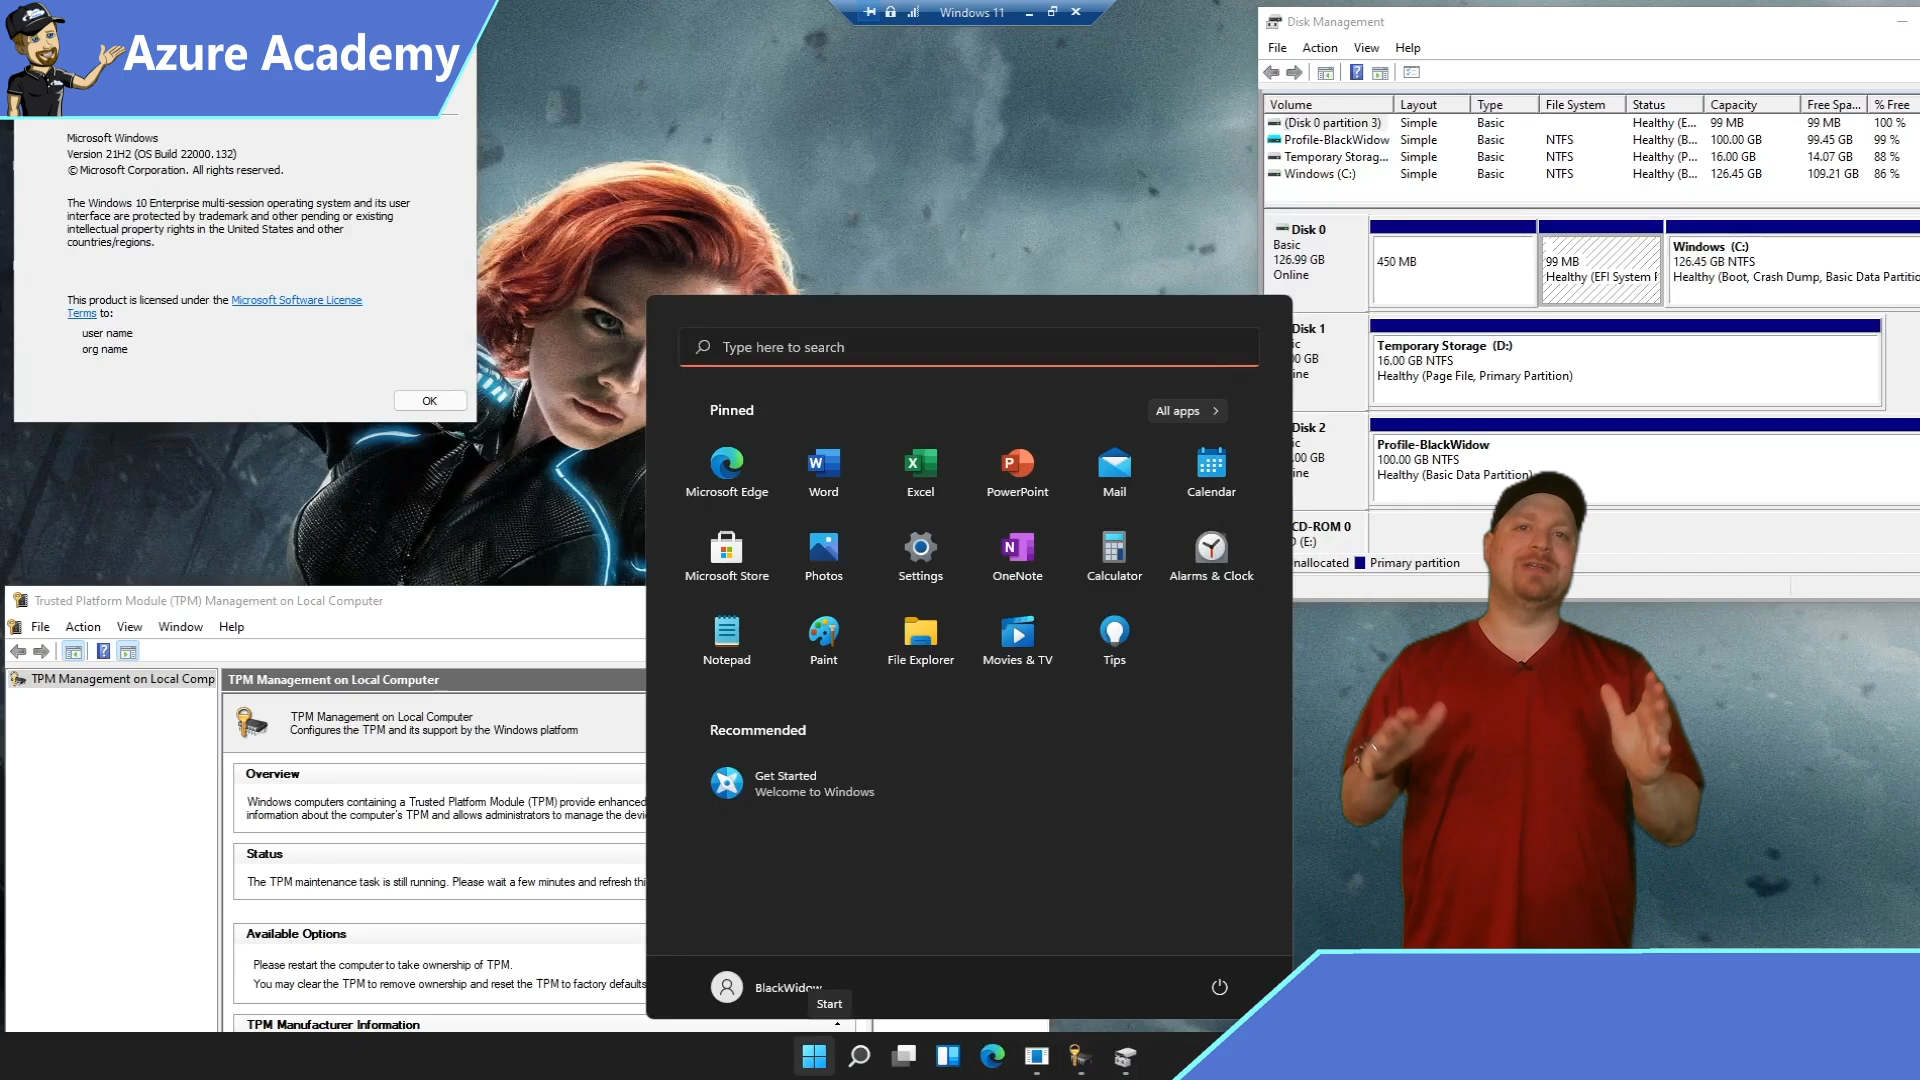 Azure Academy
Windows 11
Microsoft Windows
Version 21H2 (OS Build 22000.132)
© Microsoft Corporation. All rights reserved.
The Windows 10 Enterprise multi-session operating system and its user
interface are protected by trademark and other pending or existing
intellectual property rights in the United States and other
countries/regions.
This product is licensed under the Microsoft Software License
Terms to:
user name
org name
OK
Disk Management
File Action View Help
Volume Layout Type File System Status Capacity Free Spa... % Free
(Disk 0 partition 3) Simple Basic Healthy (E... 99 MB 99 MB 100 %
Profile-BlackWidow Simple Basic NTFS Healthy (B... 100.00 GB 99.45 GB 99 %
Temporary Storag... Simple Basic NTFS Healthy (P... 16.00 GB 14.07 GB 88 %
Windows (C:) Simple Basic NTFS Healthy (B... 126.45 GB 109.21 GB 86 %
Disk 0
Basic
126.99 GB
Online
450 MB
99 MB
Healthy (EFI System
Windows (C:)
126.45 GB NTFS
Healthy (Boot, Crash Dump, Basic Data Partitio
Disk 1
Temporary Storage (D:)
16.00 GB NTFS
Healthy (Page File, Primary Partition)
Disk 2
Profile-BlackWidow
100.00 GB NTFS
Healthy (Basic Data Partition)
CD-ROM 0
(E:)
nallocated Primary partition
Type here to search
Pinned
All apps
Microsoft Edge Word Excel PowerPoint Mail Calendar
Microsoft Store Photos Settings OneNote Calculator Alarms & Clock
Notepad Paint File Explorer Movies & TV Tips
Recommended
Get Started
Welcome to Windows
BlackWidow
Start
Trusted Platform Module (TPM) Management on Local Computer
File Action View Window Help
TPM Management on Local Comp
TPM Management on Local Computer
TPM Management on Local Computer
Configures the TPM and its support by the Windows platform
Overview
Windows computers containing a Trusted Platform Module (TPM) provide enhanced
information about the computer's TPM and allows administrators to manage the devi
Status
The TPM maintenance task is still running. Please wait a few minutes and refresh thi
Available Options
Please restart the computer to take ownership of TPM.
You may clear the TPM to remove ownership and reset the TPM to factory defaults
TPM Manufacturer Information